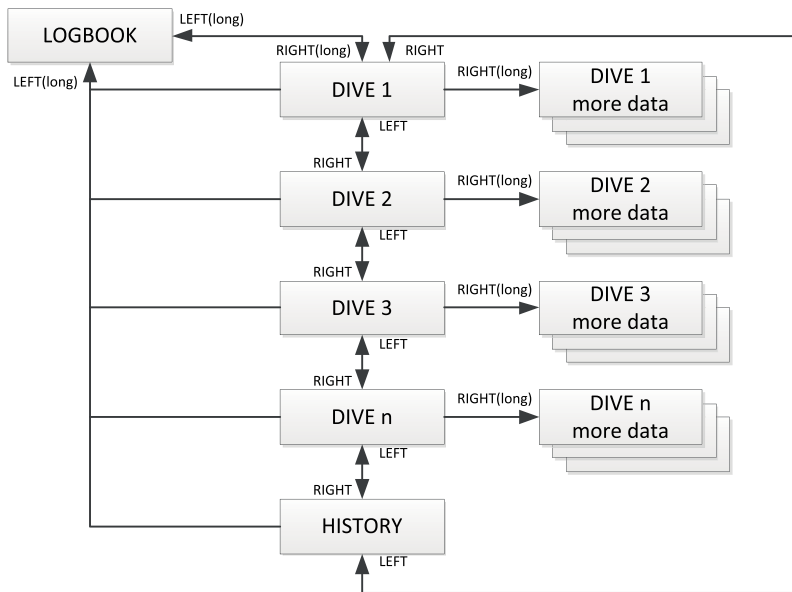 LOGBOOK
LEFT(long)
RIGHT(long)
RIGHT
LEFT(long)
DIVE 1
RIGHT(long)
DIVE 1
more data
LEFT
RIGHT
DIVE 2
RIGHT(long)
DIVE 2
more data
LEFT
RIGHT
DIVE 3
RIGHT(long)
DIVE 3
more data
LEFT
RIGHT
DIVE n
RIGHT(long)
DIVE n
more data
LEFT
RIGHT
HISTORY
LEFT